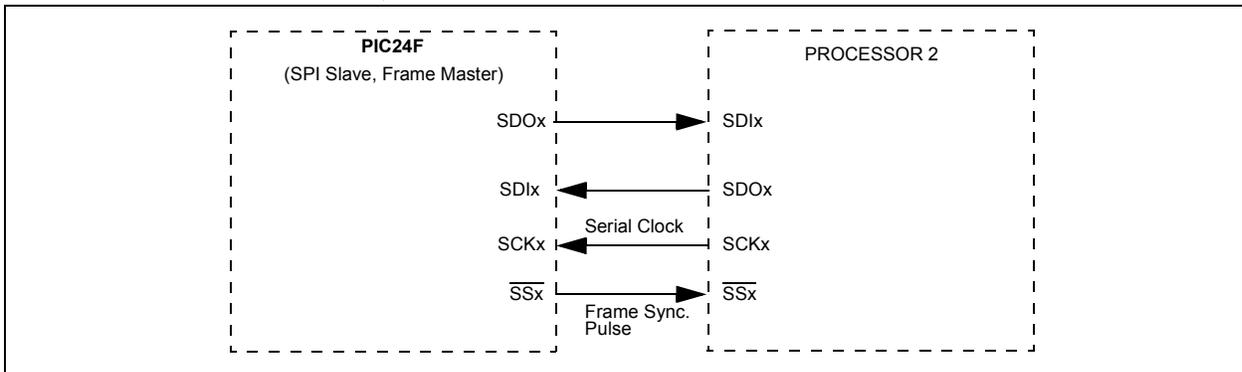 PIC24F
(SPI Slave, Frame Master)
PROCESSOR 2
SDOx
SDIx
SDIx
SDOx
Serial Clock
SCKx
SCKx
SSx
SSx
Frame Sync.
Pulse